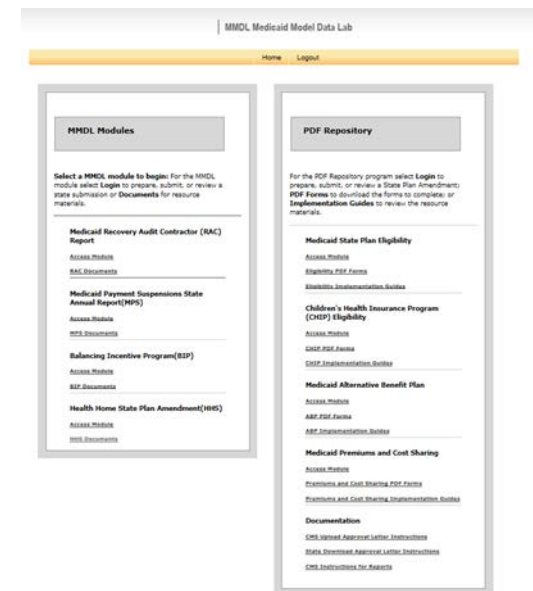 MMDL Medicaid Model Data Lab
Home Logout
MMDL Modules
Select a MMDL module to begin: For the MMDL
module select Login to prepare, submit, or review a
state submission or Documents for resource
materials.
Medicaid Recovery Audit Contractor (RAC)
Report
Access Module
RAC Documents
Medicaid Payment Suspensions State
Annual Report(MPS)
Access Module
MPS Documents
Balancing Incentive Program(BIP)
Access Module
BIP Documents
Health Home State Plan Amendment(HHS)
Access Module
HHS Documents
PDF Repository
For the PDF Repository program select Login to
prepare, submit, or review a State Plan Amendment;
PDF Forms to download the forms to complete; or
Implementation Guides to review the resource
materials.
Medicaid State Plan Eligibility
Access Module
Eligibility PDF Forms
Eligibility Implementation Guides
Children's Health Insurance Program
(CHIP) Eligibility
Access Module
CHIP PDF Forms
CHIP Implementation Guides
Medicaid Alternative Benefit Plan
Access Module
ABP PDF Forms
ABP Implementation Guides
Medicaid Premiums and Cost Sharing
Access Module
Premiums and Cost Sharing PDF Forms
Premiums and Cost Sharing Implementation Guides
Documentation
CMS Upload Approval Letter Instructions
State Download Approval Letter Instructions
CMS Instructions for Reports